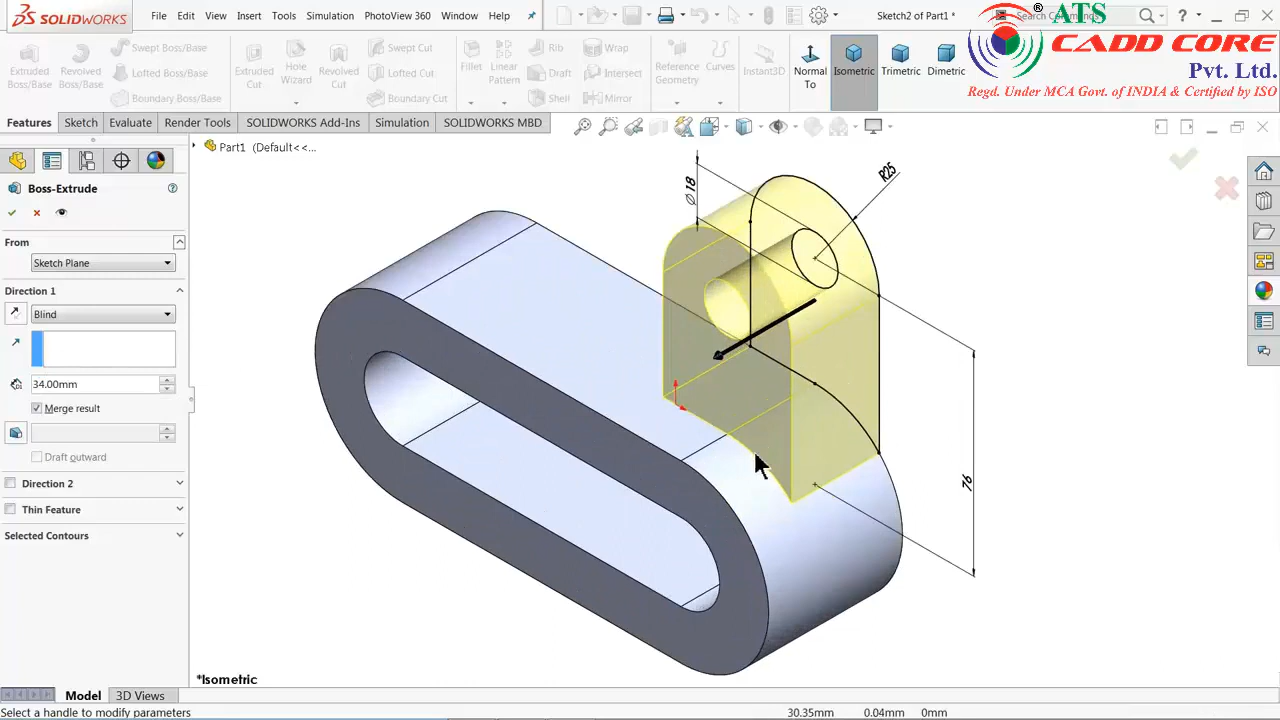 SOLIDWORKS
File Edit View Insert Tools Simulation PhotoView 360 Window Help
Sketch2 of Part1 *
Search Commands
ATS
®
CADD CORE
Pvt. Ltd.
Regd. Under MCA Govt. of INDIA & Certified by ISO
Extruded Boss/Base
Revolved Boss/Base
Swept Boss/Base
Lofted Boss/Base
Boundary Boss/Base
Extruded Cut
Hole Wizard
Revolved Cut
Swept Cut
Lofted Cut
Boundary Cut
Fillet
Linear Pattern
Rib
Draft
Shell
Wrap
Intersect
Mirror
Reference Geometry
Curves
Instant3D
Normal To
Isometric
Trimetric
Dimetric
Features Sketch Evaluate Render Tools SOLIDWORKS Add-Ins Simulation SOLIDWORKS MBD
Part1 (Default<<...
Boss-Extrude
From
Sketch Plane
Direction 1
Blind
34.00mm
Merge result
Draft outward
Direction 2
Thin Feature
Selected Contours
Ø18
R25
76
*Isometric
Model 3D Views
Select a handle to modify parameters 30.35mm 0.04mm 0mm